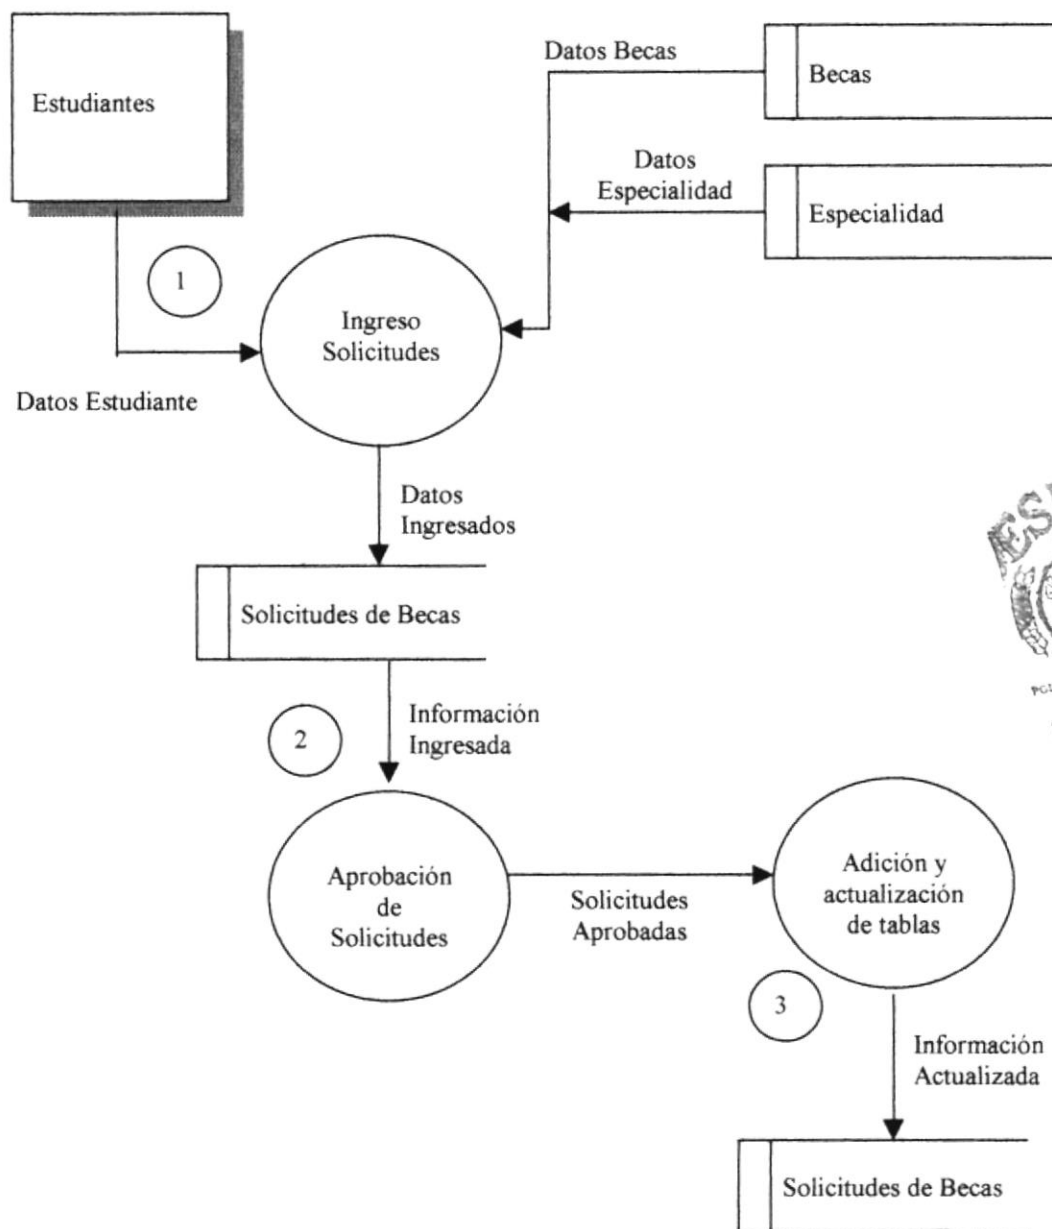 Estudiantes
Datos Becas
Becas
Datos
Especialidad
Especialidad
1
Ingreso
Solicitudes
Datos Estudiante
Datos
Ingresados
Solicitudes de Becas
2
Información
Ingresada
Aprobación
de
Solicitudes
Solicitudes
Aprobadas
Adición y
actualización
de tablas
3
Información
Actualizada
Solicitudes de Becas